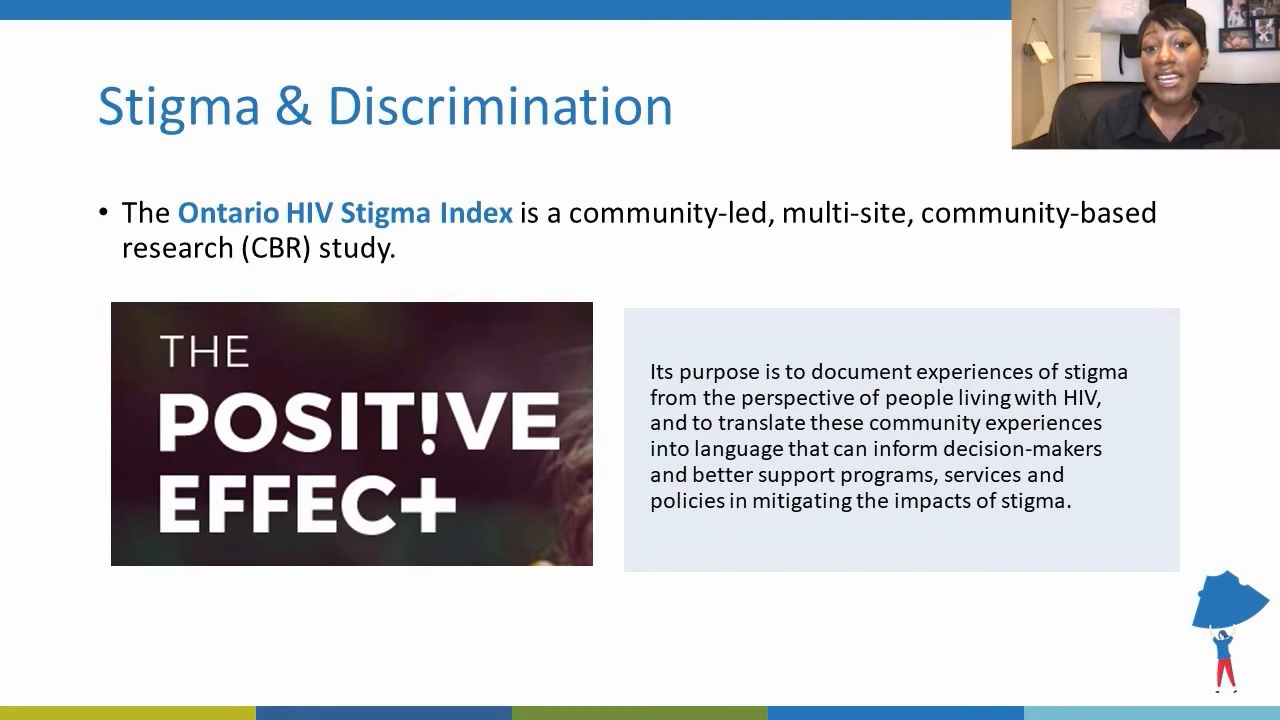 Stigma & Discrimination
• The Ontario HIV Stigma Index is a community-led, multi-site, community-based
research (CBR) study.
THE
POSIT!VE
EFFEC+
Its purpose is to document experiences of stigma
from the perspective of people living with HIV,
and to translate these community experiences
into language that can inform decision-makers
and better support programs, services and
policies in mitigating the impacts of stigma.